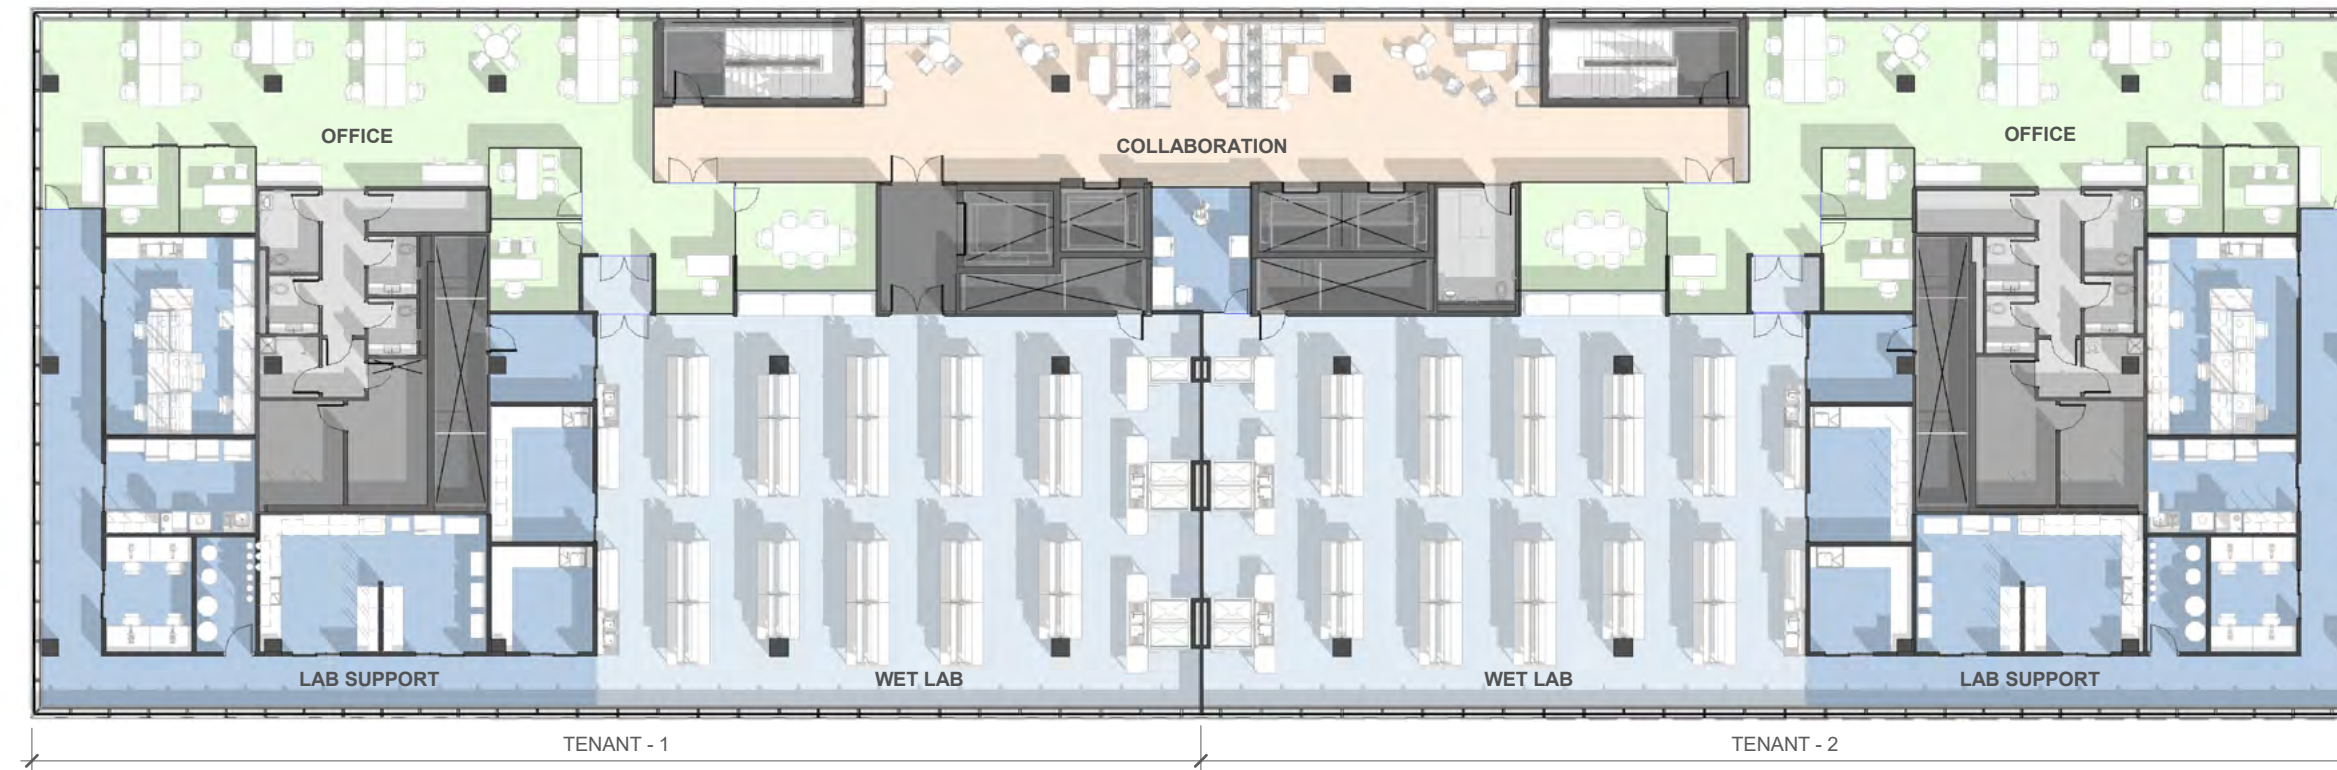 OFFICE
COLLABORATION
OFFICE
LAB SUPPORT
WET LAB
WET LAB
LAB SUPPORT
TENANT - 1
TENANT - 2